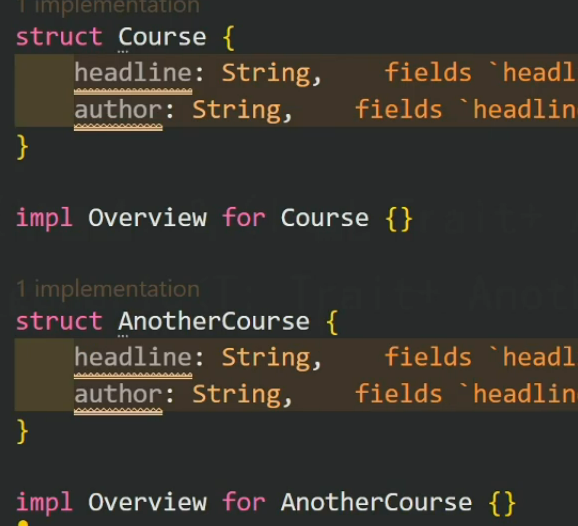 1 implementation
struct Course {
headline: String, fields `headl
author: String, fields `headlin
}
impl Overview for Course {}
1 implementation
struct AnotherCourse {
headline: String, fields `headl
author: String, fields `headlin
}
impl Overview for AnotherCourse {}